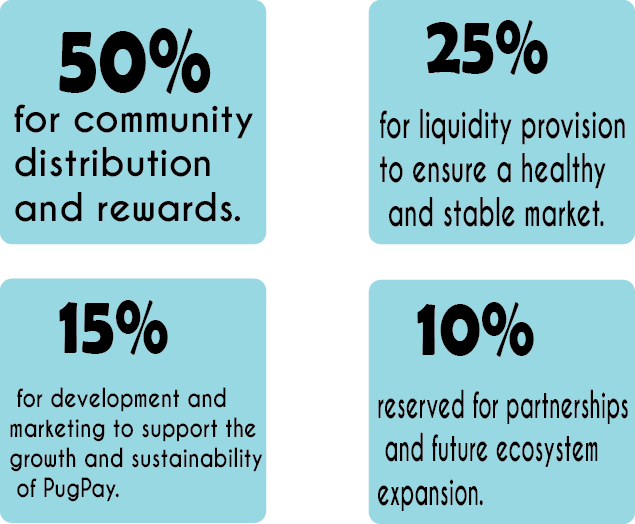 50%
for community
distribution
and rewards.
25%
for liquidity provision
to ensure a healthy
and stable market.
15%
for development and
marketing to support the
growth and sustainability
of PugPay.
10%
reserved for partnerships
and future ecosystem
expansion.